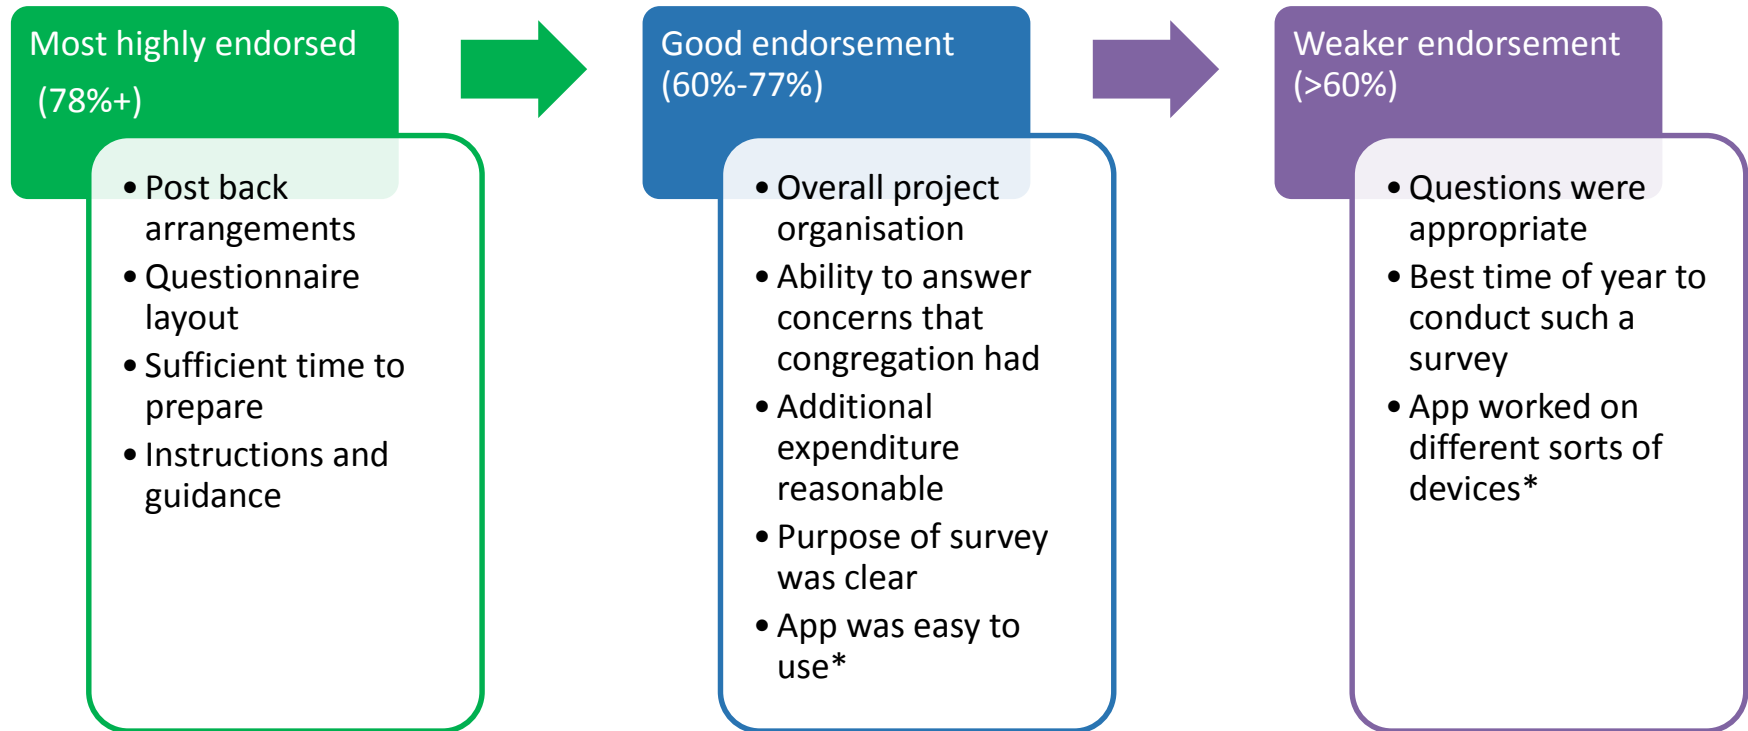 Most highly endorsed
(78%+)
• Post back
arrangements
• Questionnaire
layout
• Sufficient time to
prepare
• Instructions and
guidance
Good endorsement
(60%-77%)
• Overall project
organisation
• Ability to answer
concerns that
congregation had
• Additional
expenditure
reasonable
• Purpose of survey
was clear
• App was easy to
use*
Weaker endorsement
(>60%)
• Questions were
appropriate
• Best time of year to
conduct such a
survey
• App worked on
different sorts of
devices*